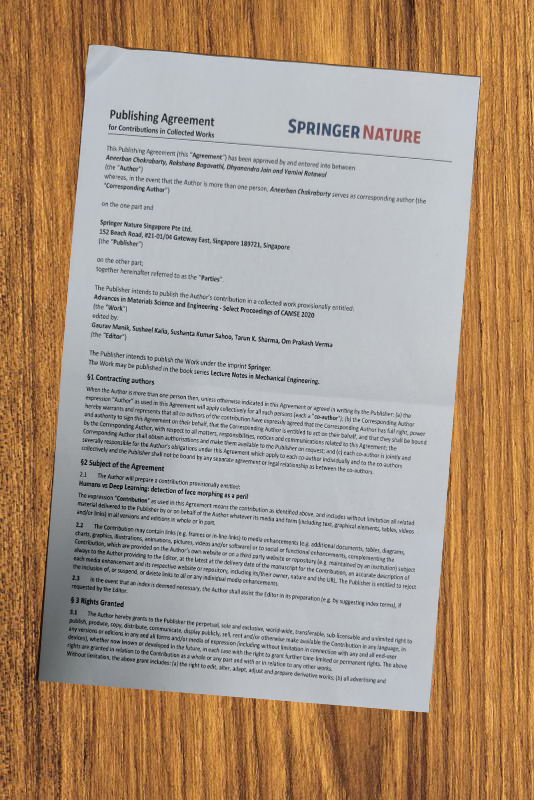 Publishing Agreement
for Contributions in Collected Works
SPRINGER NATURE
This Publishing Agreement (this "Agreement") has been approved by and entered into between
Aneerban Chakraborty, Rakshana Bagavathi, Dhyanendra Jain and Yamini Ratawal
(the "Author")
whereas, in the event that the Author is more than one person, Aneerban Chakraborty serves as corresponding author (the
"Corresponding Author")
on the one part and
Springer Nature Singapore Pte Ltd.
152 Beach Road, #21-01/04 Gateway East, Singapore 189721, Singapore
(the "Publisher")
on the other part;
together hereinafter referred to as the "Parties".
The Publisher intends to publish the Author's contribution in a collected work provisionally entitled:
Advances in Materials Science and Engineering - Select Proceedings of CAMSE 2020
(the "Work")
edited by:
Gaurav Manik, Susheel Kalia, Sushanta Kumar Sahoo, Tarun K. Sharma, Om Prakash Verma
(the "Editor")
The Publisher intends to publish the Work under the imprint Springer.
The Work may be published in the book series Lecture Notes in Mechanical Engineering.
§1 Contracting authors
When the Author is more than one person then, unless otherwise indicated in this Agreement or agreed in writing by the Publisher: (a) the
expression "Author" as used in this Agreement will apply collectively for all such persons (each a "co-author"); (b) the Corresponding Author
hereby warrants and represents that all co-authors of the contribution have expressly agreed that the Corresponding Author has full right, power
and authority to sign this Agreement on their behalf, that the Corresponding Author is entitled to act on their behalf, and that they shall be bound
by the Corresponding Author, with respect to all matters, responsibilities, notices and communications related to this Agreement; the
Corresponding Author shall obtain authorisations and make them available to the Publisher on request; and (c) each co-author is jointly and
severally responsible for the Author's obligations under this Agreement which apply to each co-author individually and to the co-authors
collectively and the Publisher shall not be bound by any separate agreement or legal relationship as between the co-authors.
§2 Subject of the Agreement
2.1 The Author will prepare a contribution provisionally entitled:
Humans vs Deep Learning: detection of face morphing as a peril
The expression "Contribution" as used in this Agreement means the contribution as identified above, and includes without limitation all related
material delivered to the Publisher by or on behalf of the Author whatever its media and form (including text, graphical elements, tables, videos
and/or links) in all versions and editions in whole or in part.
2.2 The Contribution may contain links (e.g. frames or in-line links) to media enhancements (e.g. additional documents, tables, diagrams,
charts, graphics, illustrations, animations, pictures, videos and/or software) or to social or functional enhancements, complementing the
Contribution, which are provided on the Author's own website or on a third party website or repository (e.g. maintained by an institution) subject
always to the Author providing to the Editor, at the latest at the delivery date of the manuscript for the Contribution, an accurate description of
each media enhancement and its respective website or repository, including its/their owner, nature and the URL. The Publisher is entitled to reject
the inclusion of, or suspend, or delete links to all or any individual media enhancements.
2.3 In the event that an index is deemed necessary, the Author shall assist the Editor in its preparation (e.g. by suggesting index terms), if
requested by the Editor.
§ 3 Rights Granted
3.1 The Author hereby grants to the Publisher the perpetual, sole and exclusive, world-wide, transferable, sub-licensable and unlimited right to
publish, produce, copy, distribute, communicate, display publicly, sell, rent and/or otherwise make available the Contribution in any language, in
any versions or editions in any and all forms and/or media of expression (including without limitation in connection with any and all end-user
devices), whether now known or developed in the future, in each case with the right to grant further time limited or permanent rights. The above
rights are granted in relation to the Contribution as a whole or any part and with or in relation to any other works.
Without limitation, the above grant includes: (a) the right to edit, alter, adapt, adjust and prepare derivative works; (b) all advertising and